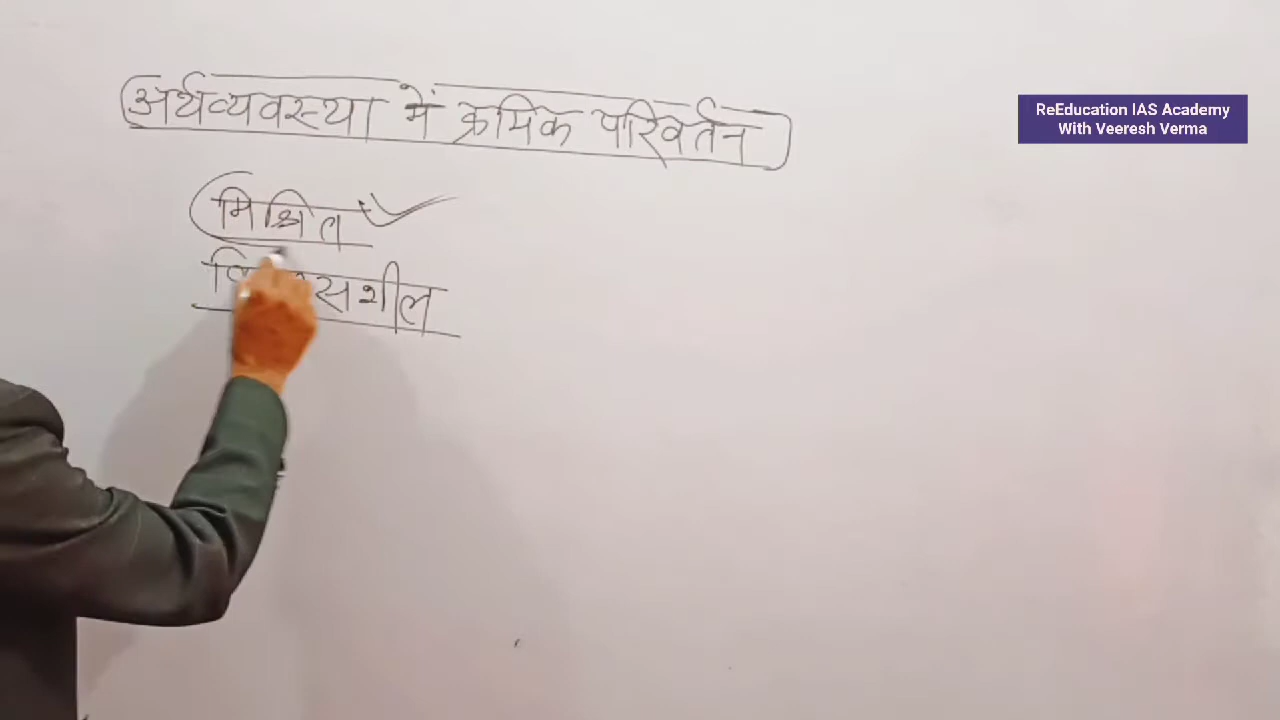 अर्थव्यवस्था में क्रमिक परिवर्तन
ReEducation IAS Academy
With Veeresh Verma
मिश्रित